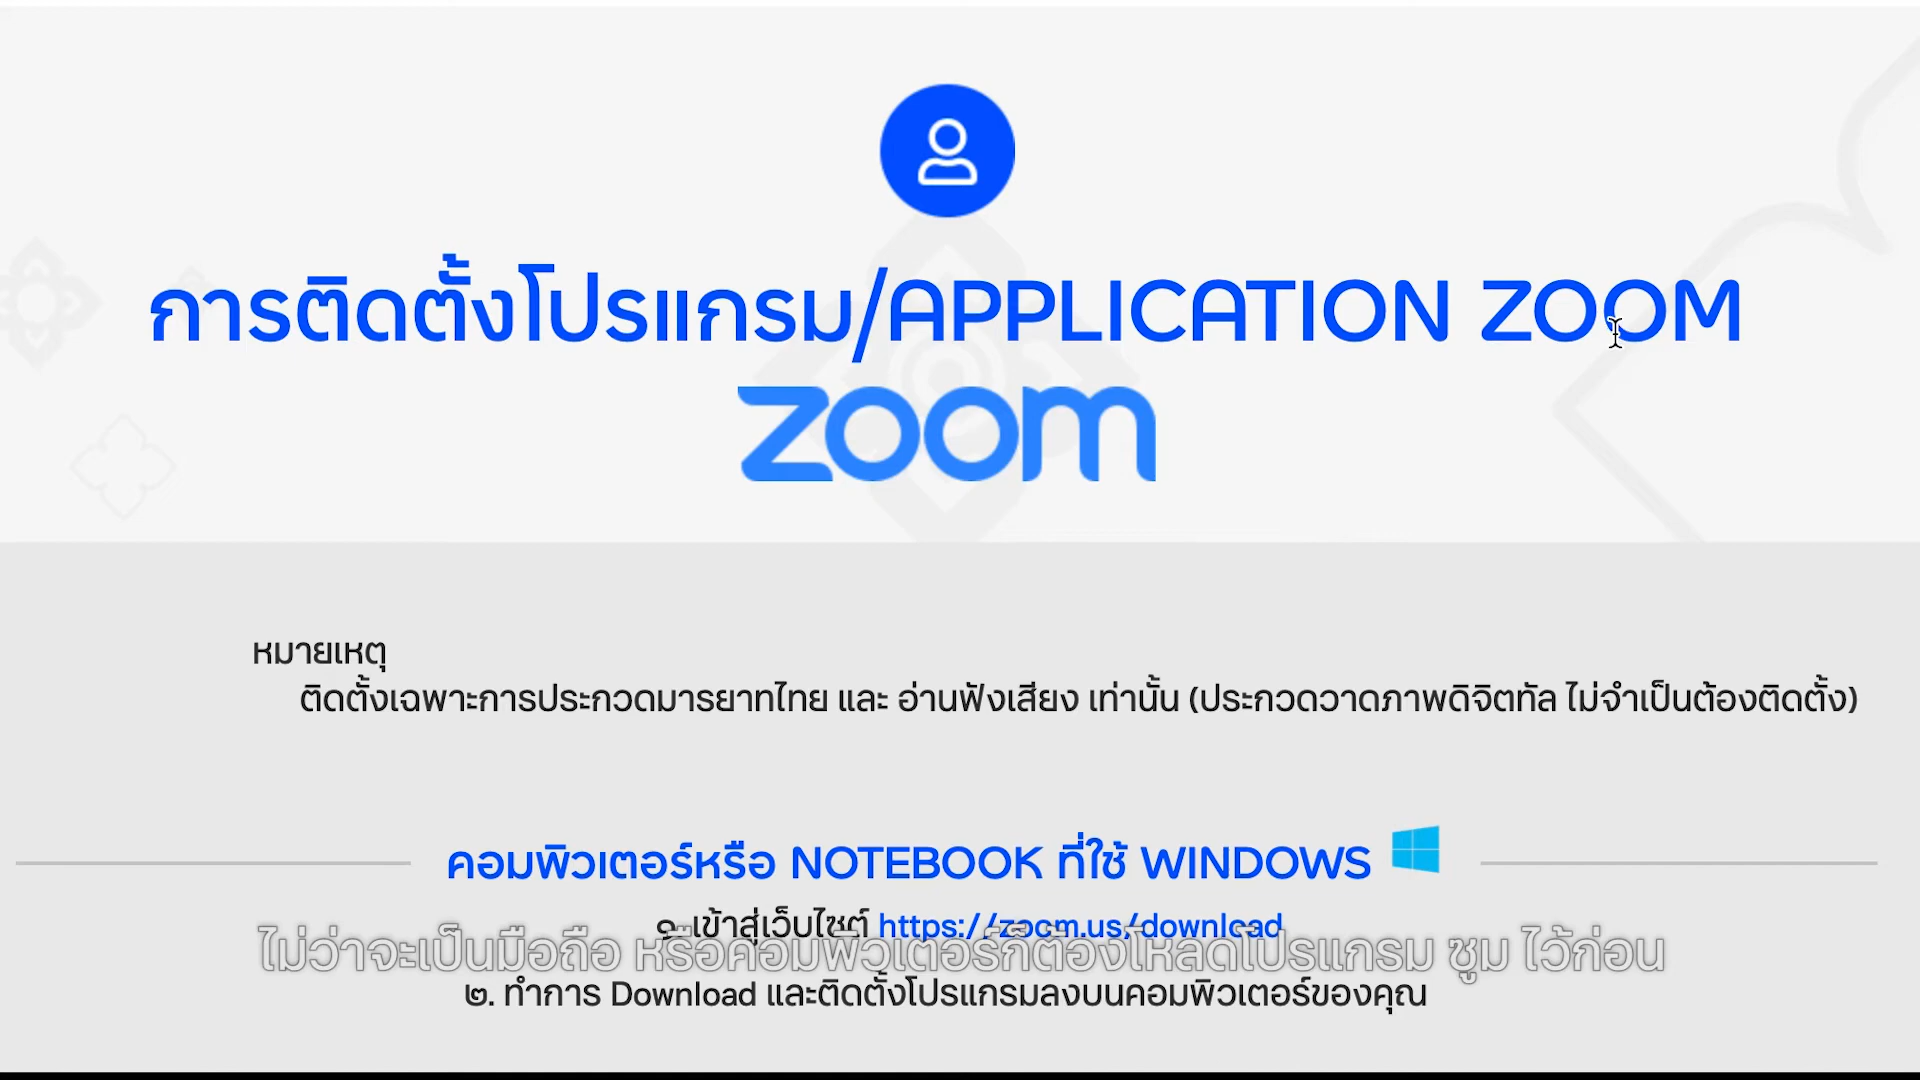 การติดตั้งโปรแกรม/APPLICATION ZOOM
zoom
หมายเหตุ
ติดตั้งเฉพาะการประกวดมารยาทไทย และ อ่านฟังเสียง เท่านั้น (ประกวดวาดภาพดิจิตทัล ไม่จำเป็นต้องติดตั้ง)
คอมพิวเตอร์หรือ NOTEBOOK ที่ใช้ WINDOWS
๑. เข้าสู่เว็บไซต์ https://zoom.us/download
ไม่ว่าจะเป็นมือถือ หรือคอมพิวเตอร์ก็ต้องโหลดโปรแกรม ซูม ไว้ก่อน
๒. ทำการ Download และติดตั้งโปรแกรมลงบนคอมพิวเตอร์ของคุณ